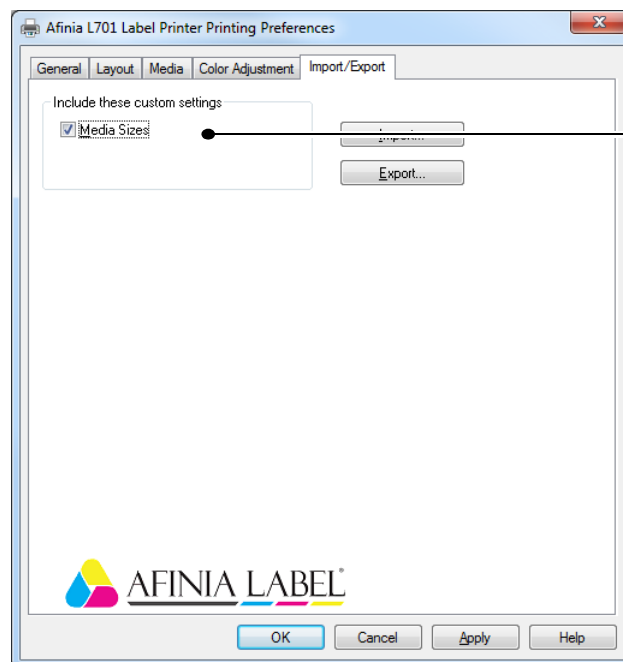 Afinia L701 Label Printer Printing Preferences
General Layout Media Color Adjustment Import/Export
Include these custom settings
Media Sizes
Import...
Export...
AFINIA LABEL®
OK Cancel Apply Help